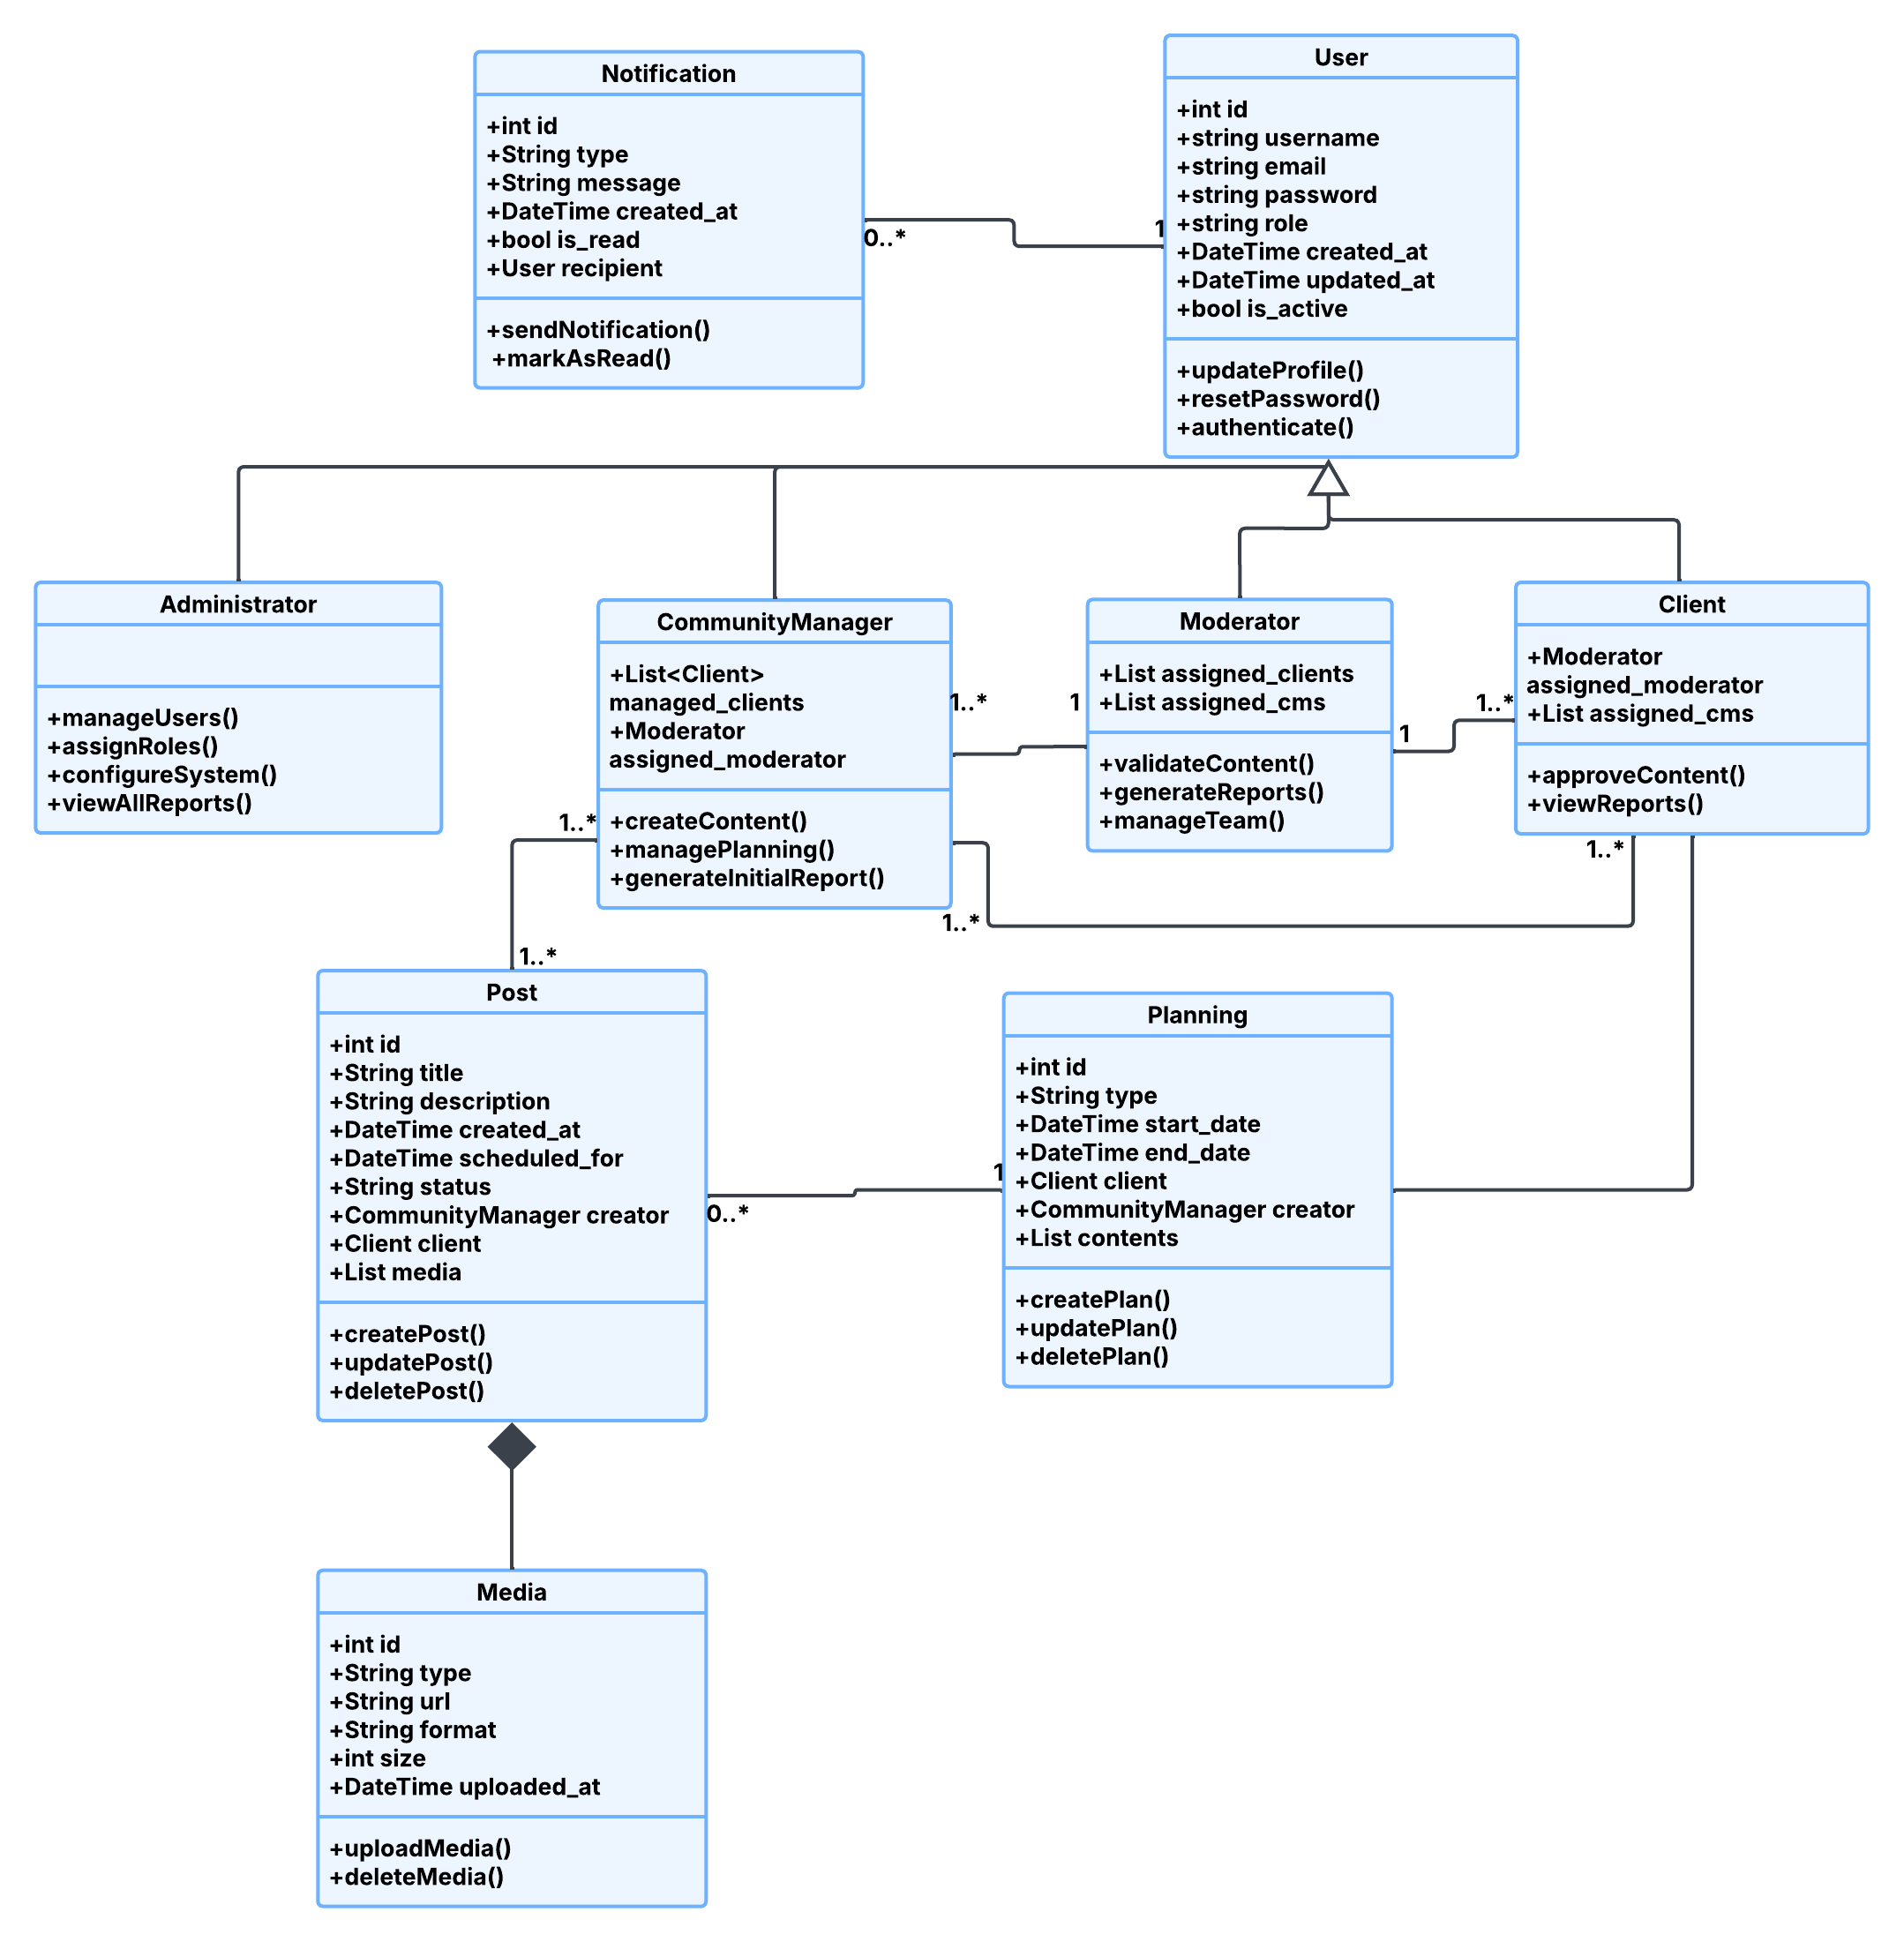 Notification
+int id
+String type
+String message
+DateTime created_at
+bool is_read
+User recipient
+sendNotification()
+markAsRead()
0..*
1
User
+int id
+string username
+string email
+string password
+string role
+DateTime created_at
+DateTime updated_at
+bool is_active
+updateProfile()
+resetPassword()
+authenticate()
Administrator
+manageUsers()
+assignRoles()
+configureSystem()
+viewAllReports()
CommunityManager
+List<Client>
managed_clients
+Moderator
assigned_moderator
+createContent()
+managePlanning()
+generateInitialReport()
1..*
1
Moderator
+List assigned_clients
+List assigned_cms
+validateContent()
+generateReports()
+manageTeam()
1
1..*
Client
+Moderator
assigned_moderator
+List assigned_cms
+approveContent()
+viewReports()
1..*
1..*
1..*
1..*
Post
+int id
+String title
+String description
+DateTime created_at
+DateTime scheduled_for
+String status
+CommunityManager creator
+Client client
+List media
+createPost()
+updatePost()
+deletePost()
0..*
1
Planning
+int id
+String type
+DateTime start_date
+DateTime end_date
+Client client
+CommunityManager creator
+List contents
+createPlan()
+updatePlan()
+deletePlan()
Media
+int id
+String type
+String url
+String format
+int size
+DateTime uploaded_at
+uploadMedia()
+deleteMedia()